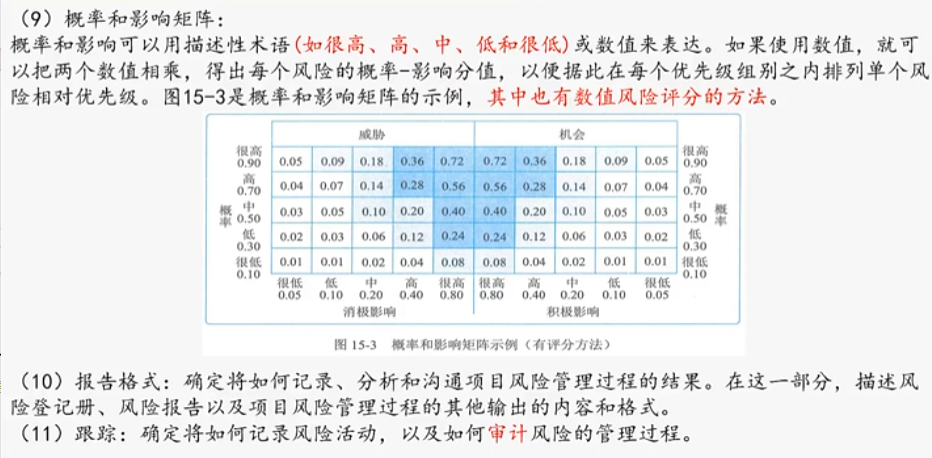 （9）概率和影响矩阵：
概率和影响可以用描述性术语(如很高、高、中、低和很低)或数值来表达。如果使用数值，就可
以把两个数值相乘，得出每个风险的概率-影响分值，以便据此在每个优先级组别之内排列单个风
险相对优先级。图15-3是概率和影响矩阵的示例，其中也有数值风险评分的方法。
威胁 机会
很高 0.90 0.05 0.09 0.18 0.36 0.72 0.72 0.36 0.18 0.09 0.05 很高 0.90
高 0.70 0.04 0.07 0.14 0.28 0.56 0.56 0.28 0.14 0.07 0.04 高 0.70
概率 中 0.50 0.03 0.05 0.10 0.20 0.40 0.40 0.20 0.10 0.05 0.03 中 0.50 概率
低 0.30 0.02 0.03 0.06 0.12 0.24 0.24 0.12 0.06 0.03 0.02 低 0.30
很低 0.10 0.01 0.01 0.02 0.04 0.08 0.08 0.04 0.02 0.01 0.01 很低 0.10
很低 低 中 高 很高 很高 高 中 低 很低
0.05 0.10 0.20 0.40 0.80 0.80 0.40 0.20 0.10 0.05
消极影响 积极影响
图 15-3 概率和影响矩阵示例（有评分方法）
（10）报告格式：确定将如何记录、分析和沟通项目风险管理过程的结果。在这一部分，描述风
险登记册、风险报告以及项目风险管理过程的其他输出的内容和格式。
（11）跟踪：确定将如何记录风险活动，以及如何审计风险的管理过程。